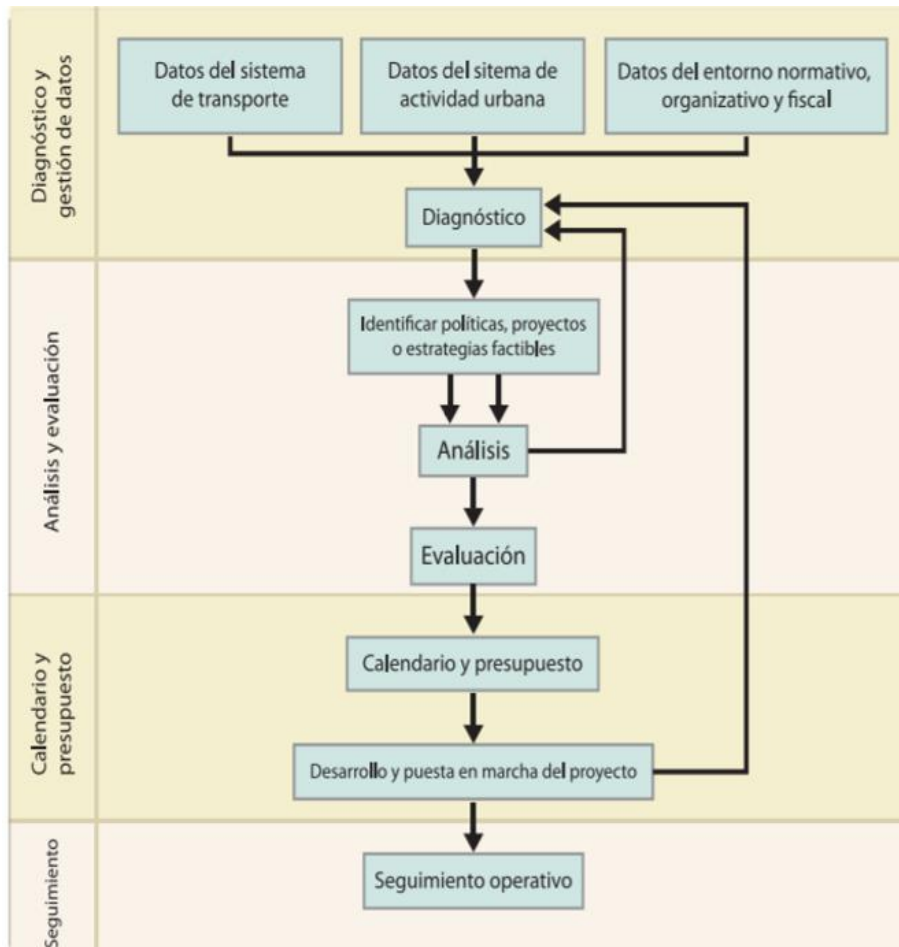 Diagnóstico y
gestión de datos
Datos del sistema
de transporte
Datos del sitema de
actividad urbana
Datos del entorno normativo,
organizativo y fiscal
Diagnóstico
Análisis y evaluación
Identificar políticas, proyectos
o estrategias factibles
Análisis
Evaluación
Calendario y
presupuesto
Calendario y presupuesto
Desarrollo y puesta en marcha del proyecto
Seguimiento
Seguimiento operativo